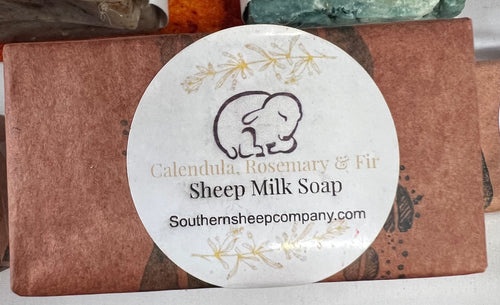 Calendula, Rosemary & Fir
Sheep Milk Soap
Southernsheepcompany.com